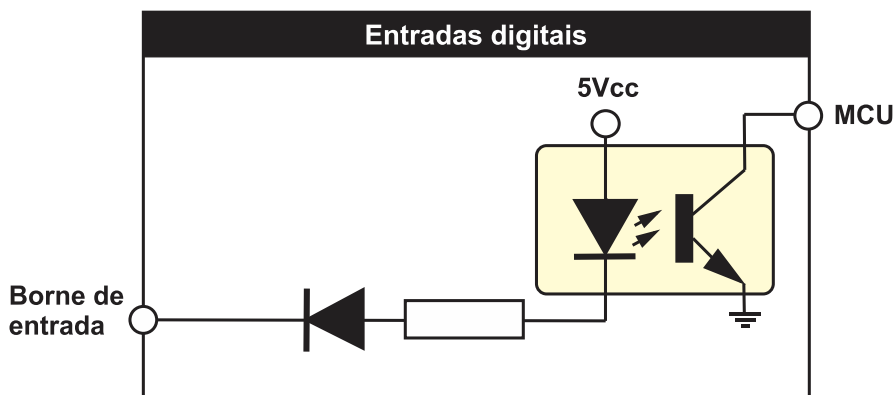 Entradas digitais
5Vcc
MCU
Borne de
entrada